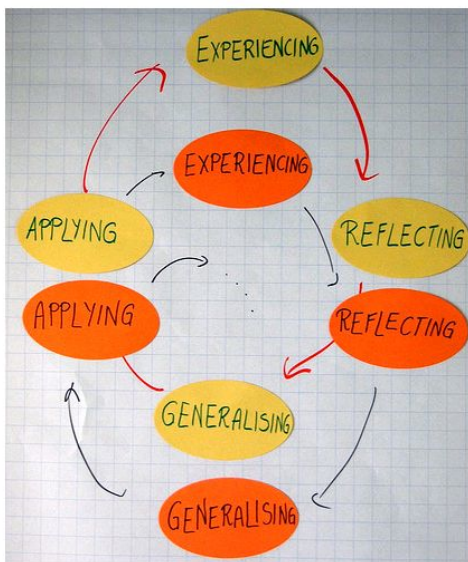 EXPERIENCING
EXPERIENCING
APPLYING
REFLECTING
APPLYING
REFLECTING
GENERALISING
GENERALISING